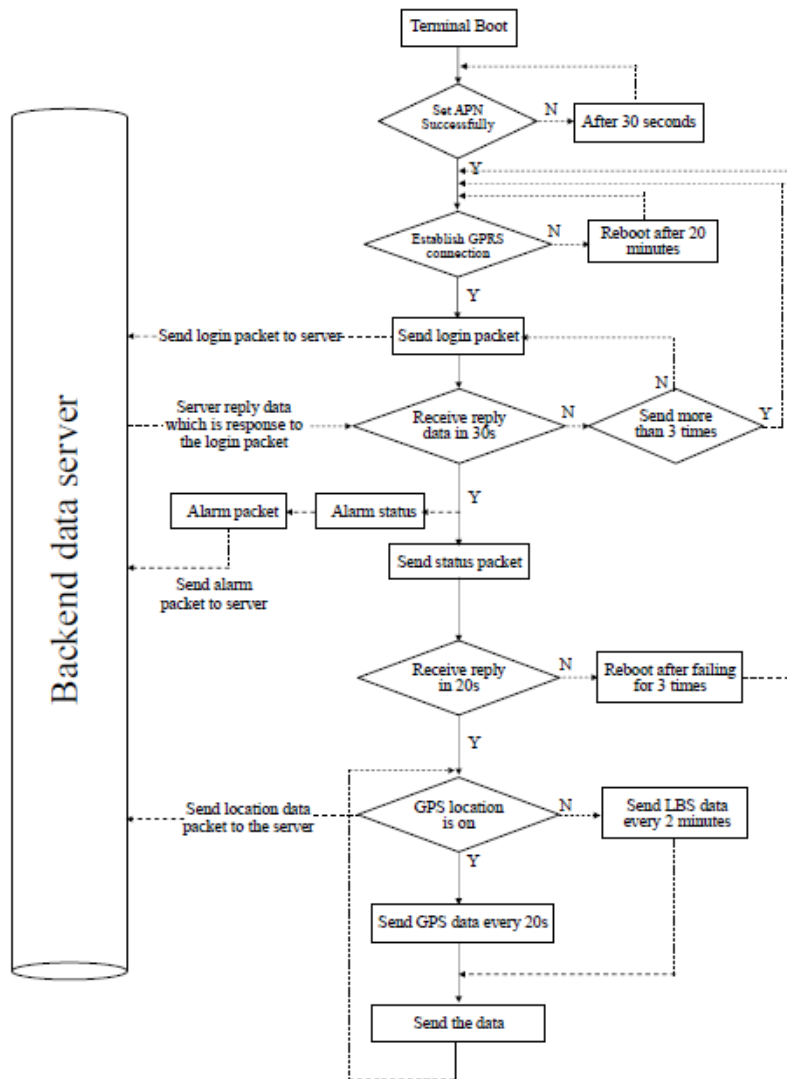 Terminal Boot
Set APN
Successfully
N
After 30 seconds
Y
Establish GPRS
connection
N
Reboot after 20
minutes
Y
Send login packet to server
Send login packet
Server reply data
which is response to
the login packet
Receive reply
data in 30s
N
N
Send more
than 3 times
Y
Y
Alarm packet
Alarm status
Send status packet
Send alarm
packet to server
Backend data server
Receive reply
in 20s
N
Reboot after failing
for 3 times
Y
Send location data
packet to the server
GPS location
is on
N
Send LBS data
every 2 minutes
Y
Send GPS data every 20s
Send the data